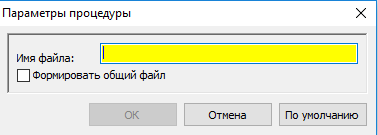 Параметры процедуры
Имя файла:
Формировать общий файл
OK Отмена По умолчанию